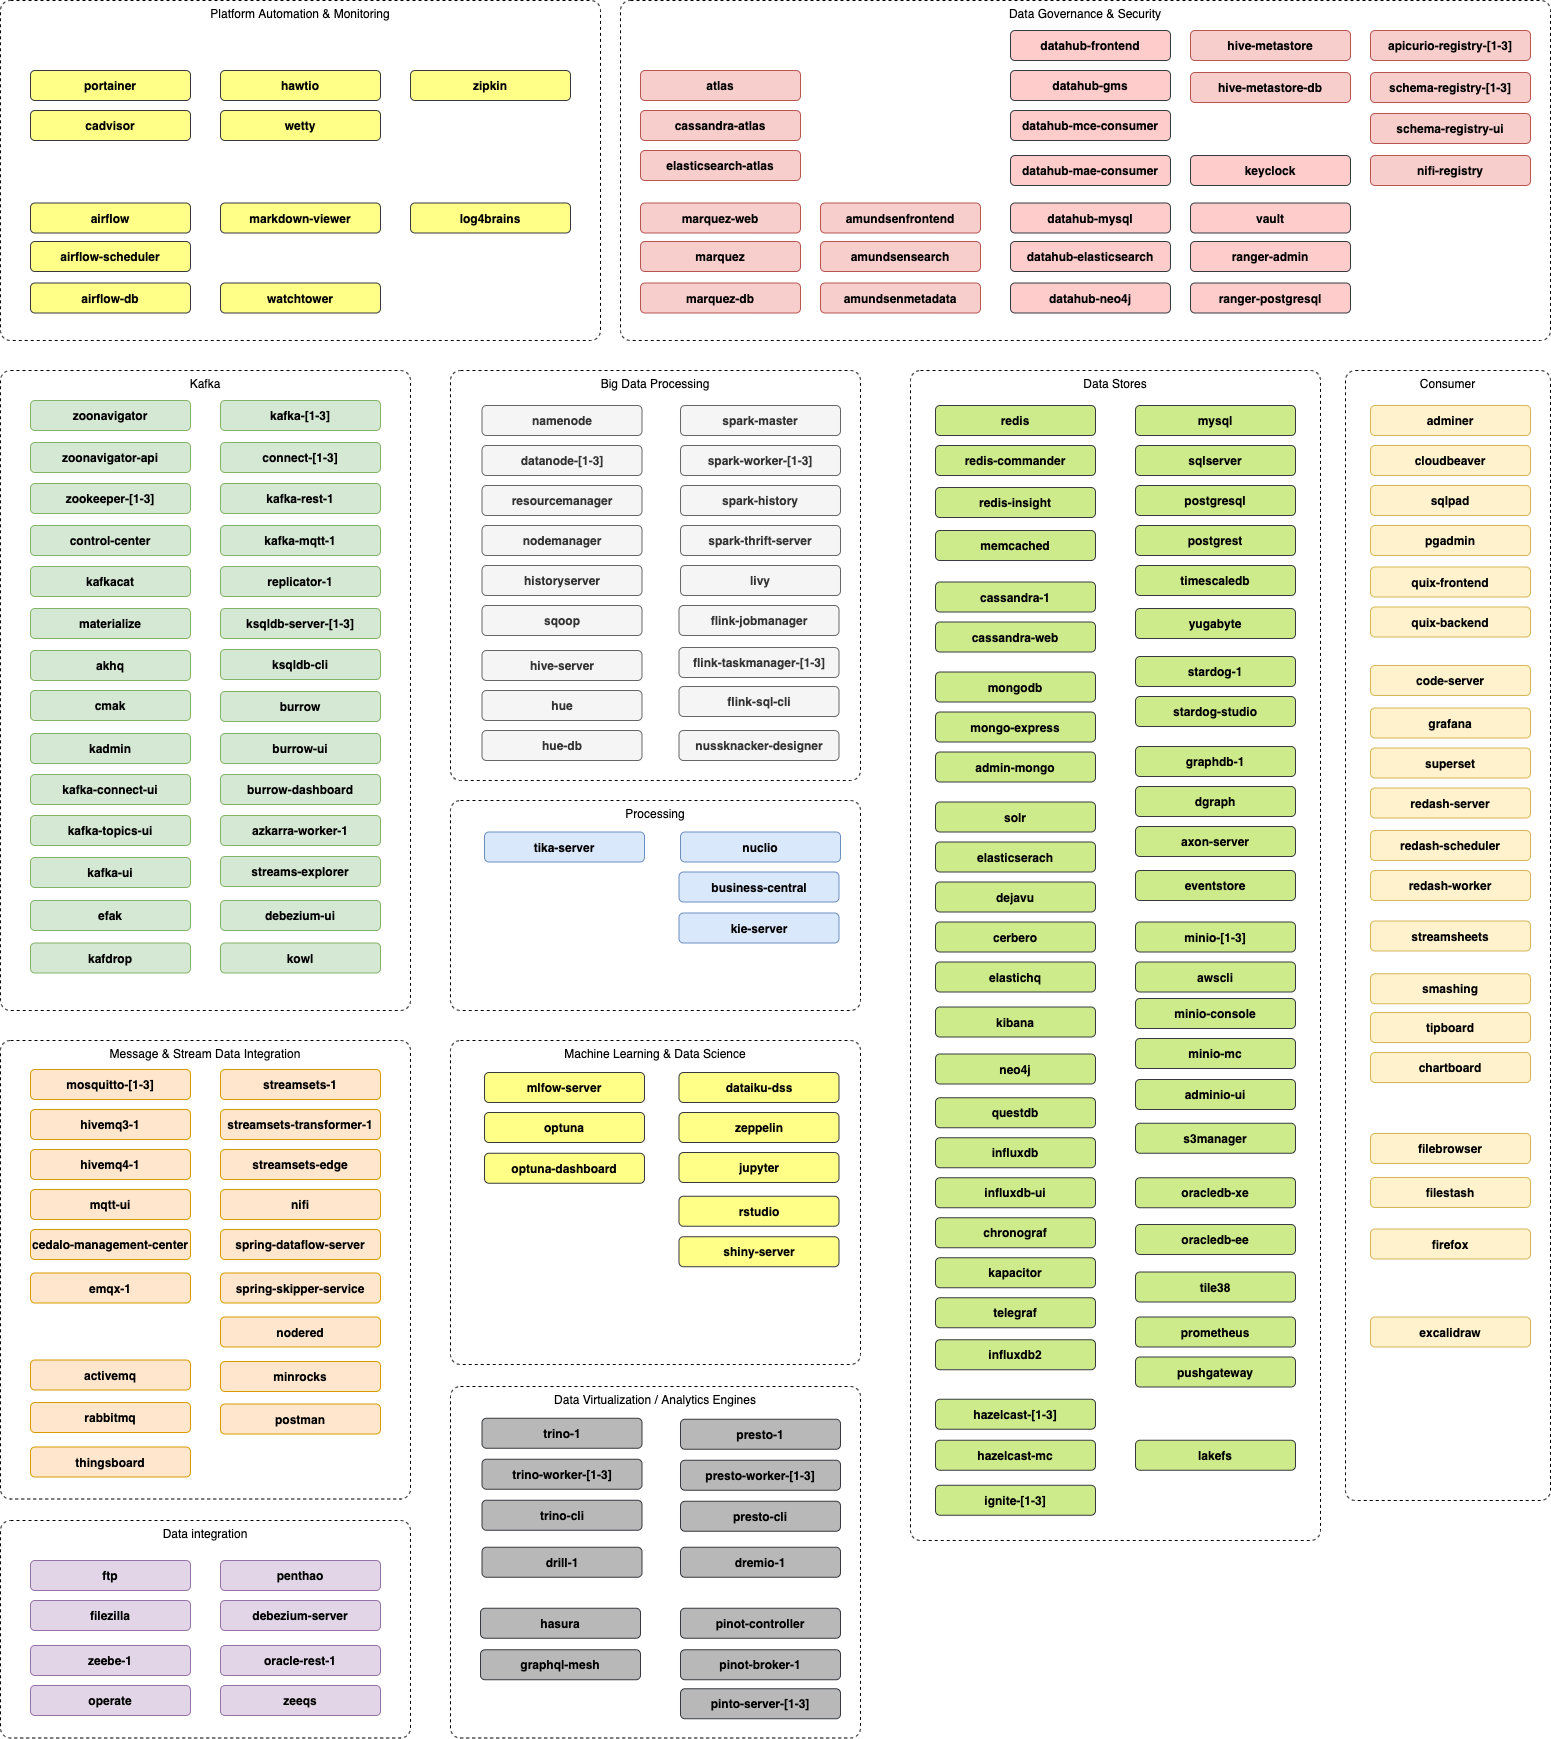 Platform Automation & Monitoring
portainer
hawtio
zipkin
cadvisor
wetty
airflow
markdown-viewer
log4brains
airflow-scheduler
airflow-db
watchtower
Data Governance & Security
atlas
cassandra-atlas
elasticsearch-atlas
marquez-web
marquez
marquez-db
amundsenfrontend
amundsensearch
amundsenmetadata
datahub-frontend
datahub-gms
datahub-mce-consumer
datahub-mae-consumer
datahub-mysql
datahub-elasticsearch
datahub-neo4j
hive-metastore
hive-metastore-db
keyclock
vault
ranger-admin
ranger-postgresql
apicurio-registry-[1-3]
schema-registry-[1-3]
schema-registry-ui
nifi-registry
Kafka
zoonavigator
zoonavigator-api
zookeeper-[1-3]
control-center
kafkacat
materialize
akhq
cmak
kadmin
kafka-connect-ui
kafka-topics-ui
kafka-ui
efak
kafdrop
kafka-[1-3]
connect-[1-3]
kafka-rest-1
kafka-mqtt-1
replicator-1
ksqldb-server-[1-3]
ksqldb-cli
burrow
burrow-ui
burrow-dashboard
azkarra-worker-1
streams-explorer
debezium-ui
kowl
Big Data Processing
namenode
datanode-[1-3]
resourcemanager
nodemanager
historyserver
sqoop
hive-server
hue
hue-db
spark-master
spark-worker-[1-3]
spark-history
spark-thrift-server
livy
flink-jobmanager
flink-taskmanager-[1-3]
flink-sql-cli
nussknacker-designer
Processing
tika-server
nuclio
business-central
kie-server
Data Stores
redis
redis-commander
redis-insight
memcached
cassandra-1
cassandra-web
mongodb
mongo-express
admin-mongo
solr
elasticserach
dejavu
cerbero
elastichq
kibana
neo4j
questdb
influxdb
influxdb-ui
chronograf
kapacitor
telegraf
influxdb2
hazelcast-[1-3]
hazelcast-mc
ignite-[1-3]
mysql
sqlserver
postgresql
postgrest
timescaledb
yugabyte
stardog-1
stardog-studio
graphdb-1
dgraph
axon-server
eventstore
minio-[1-3]
awscli
minio-console
minio-mc
adminio-ui
s3manager
oracledb-xe
oracledb-ee
tile38
prometheus
pushgateway
lakefs
Consumer
adminer
cloudbeaver
sqlpad
pgadmin
quix-frontend
quix-backend
code-server
grafana
superset
redash-server
redash-scheduler
redash-worker
streamsheets
smashing
tipboard
chartboard
filebrowser
filestash
firefox
excalidraw
Message & Stream Data Integration
mosquitto-[1-3]
hivemq3-1
hivemq4-1
mqtt-ui
cedalo-management-center
emqx-1
activemq
rabbitmq
thingsboard
streamsets-1
streamsets-transformer-1
streamsets-edge
nifi
spring-dataflow-server
spring-skipper-service
nodered
minrocks
postman
Machine Learning & Data Science
mlfow-server
optuna
optuna-dashboard
dataiku-dss
zeppelin
jupyter
rstudio
shiny-server
Data Virtualization / Analytics Engines
trino-1
trino-worker-[1-3]
trino-cli
drill-1
hasura
graphql-mesh
presto-1
presto-worker-[1-3]
presto-cli
dremio-1
pinot-controller
pinot-broker-1
pinto-server-[1-3]
Data integration
ftp
filezilla
zeebe-1
operate
penthao
debezium-server
oracle-rest-1
zeeqs